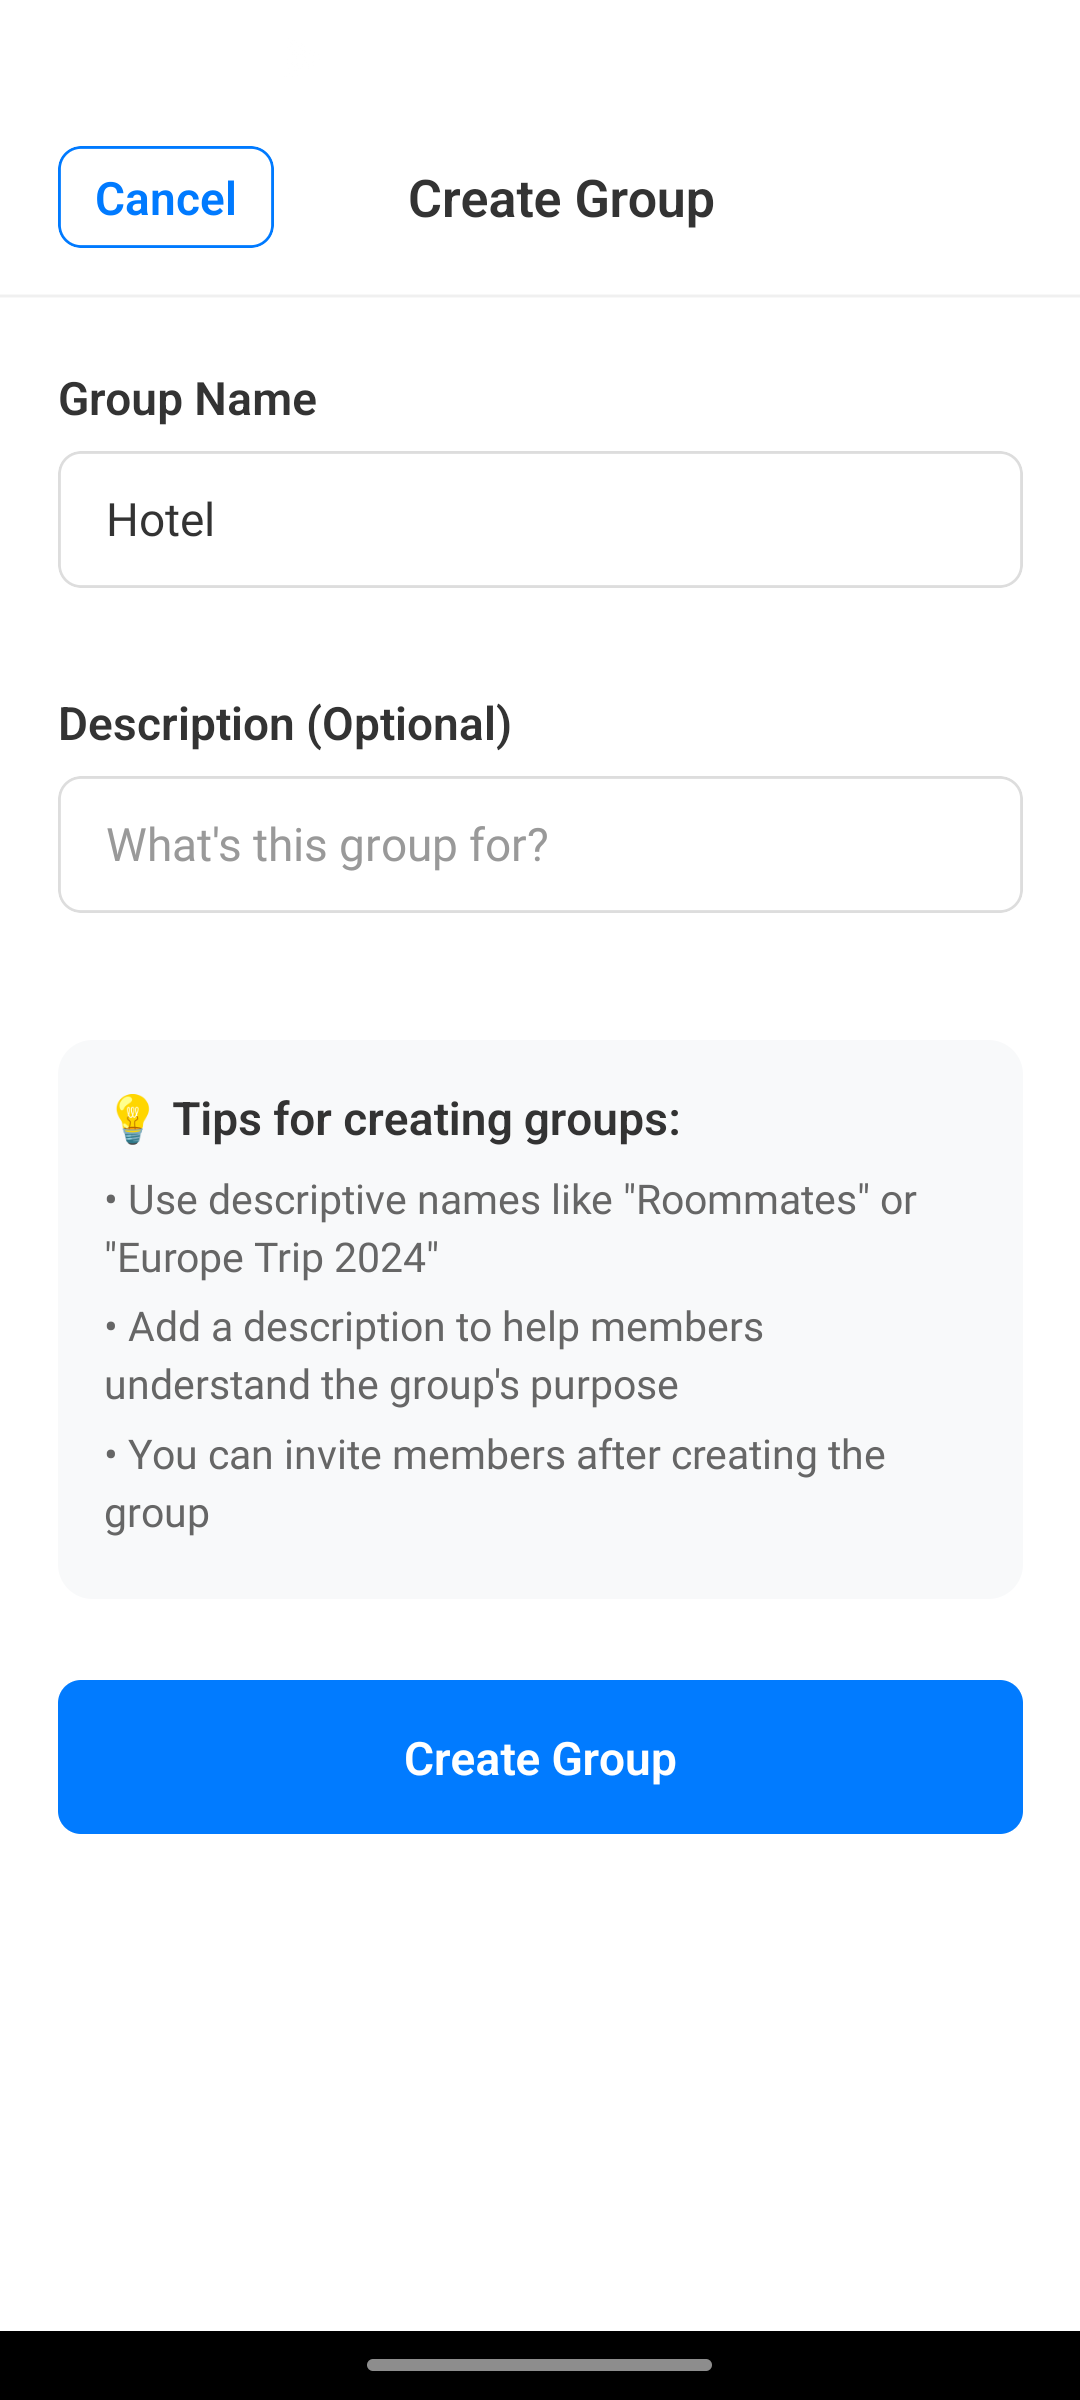 Cancel
Create Group
Group Name
Hotel
Description (Optional)
What's this group for?
💡 Tips for creating groups:
• Use descriptive names like "Roommates" or
"Europe Trip 2024"
• Add a description to help members
understand the group's purpose
• You can invite members after creating the
group
Create Group